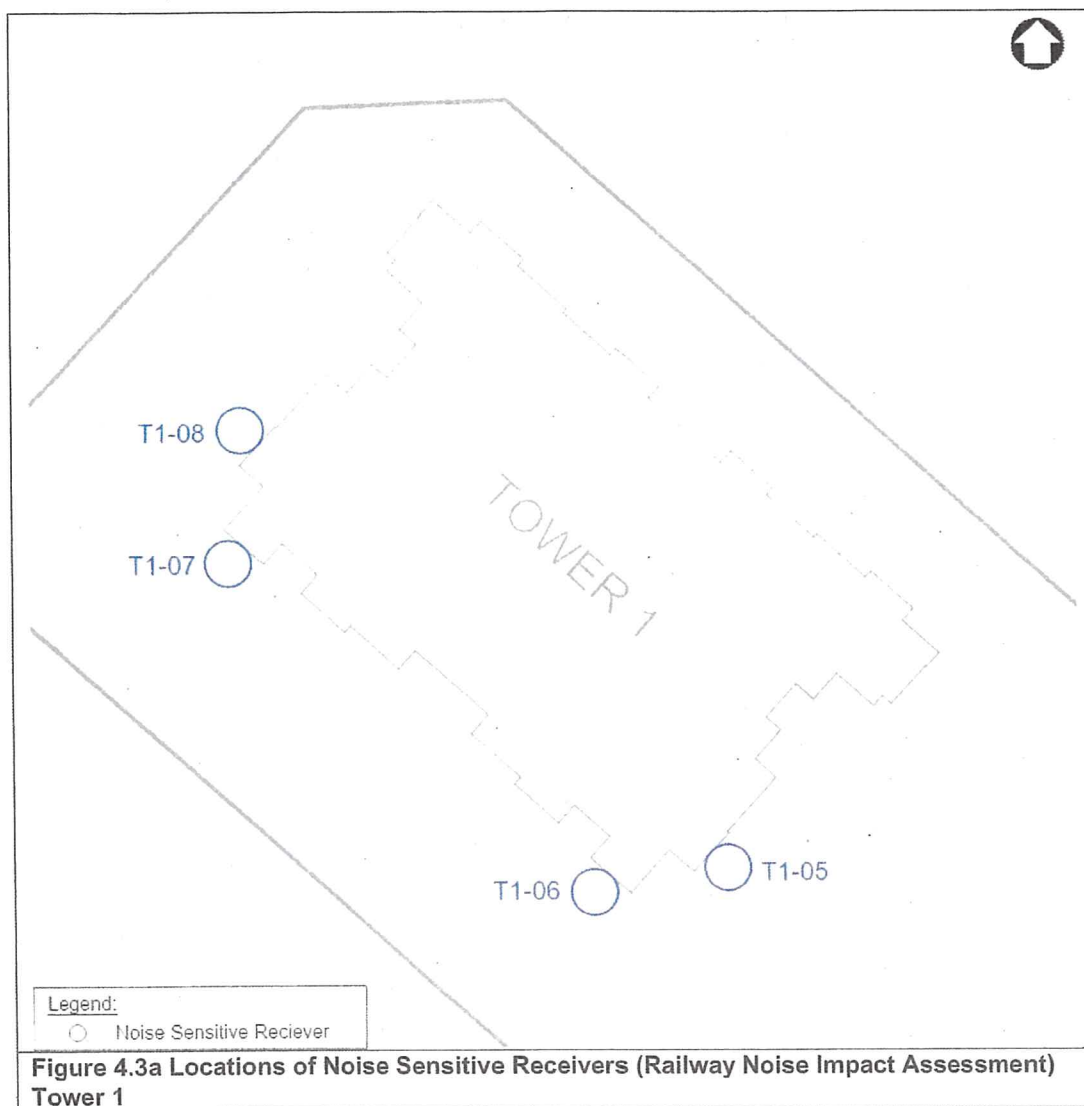 T1-08
TOWER 1
T1-07
T1-05
T1-06
Legend:
Noise Sensitive Reciever
Figure 4.3a Locations of Noise Sensitive Receivers (Railway Noise Impact Assessment)
Tower 1